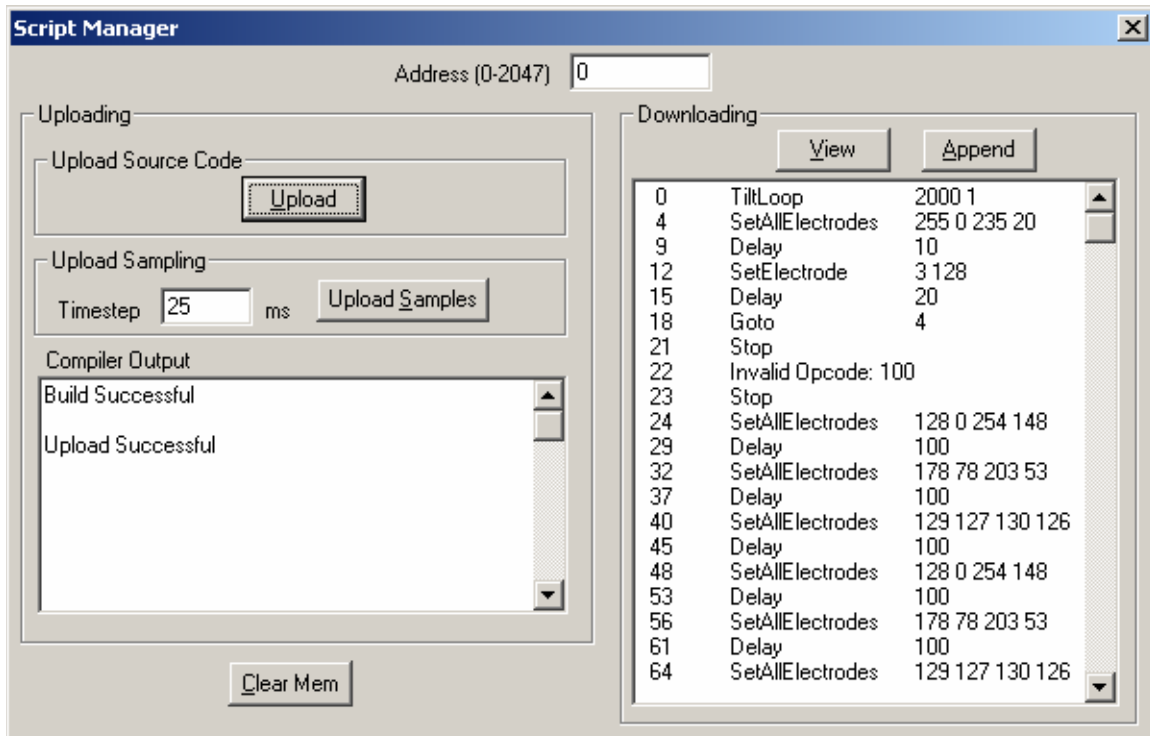 Script Manager
Address (0-2047) 0
Uploading
Upload Source Code
Upload
Upload Sampling
Timestep 25 ms Upload Samples
Compiler Output
Build Successful
Upload Successful
Clear Mem
Downloading
View Append
0 TiltLoop 2000 1
4 SetAllElectrodes 255 0 235 20
9 Delay 10
12 SetElectrode 3 128
15 Delay 20
18 Goto 4
21 Stop
22 Invalid Opcode: 100
23 Stop
24 SetAllElectrodes 128 0 254 148
29 Delay 100
32 SetAllElectrodes 178 78 203 53
37 Delay 100
40 SetAllElectrodes 129 127 130 126
45 Delay 100
48 SetAllElectrodes 128 0 254 148
53 Delay 100
56 SetAllElectrodes 178 78 203 53
61 Delay 100
64 SetAllElectrodes 129 127 130 126